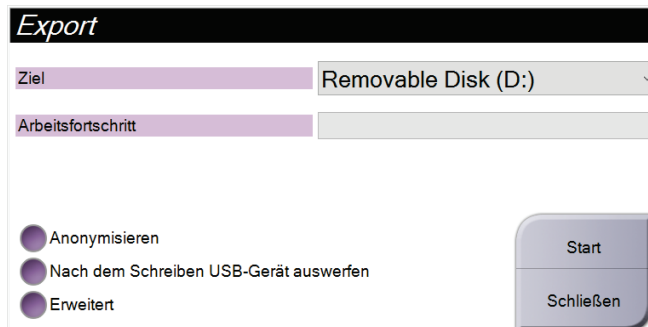 Export
Ziel
Removable Disk (D:)
Arbeitsfortschritt
Anonymisieren
Nach dem Schreiben USB-Gerät auswerfen
Erweitert
Start
Schließen